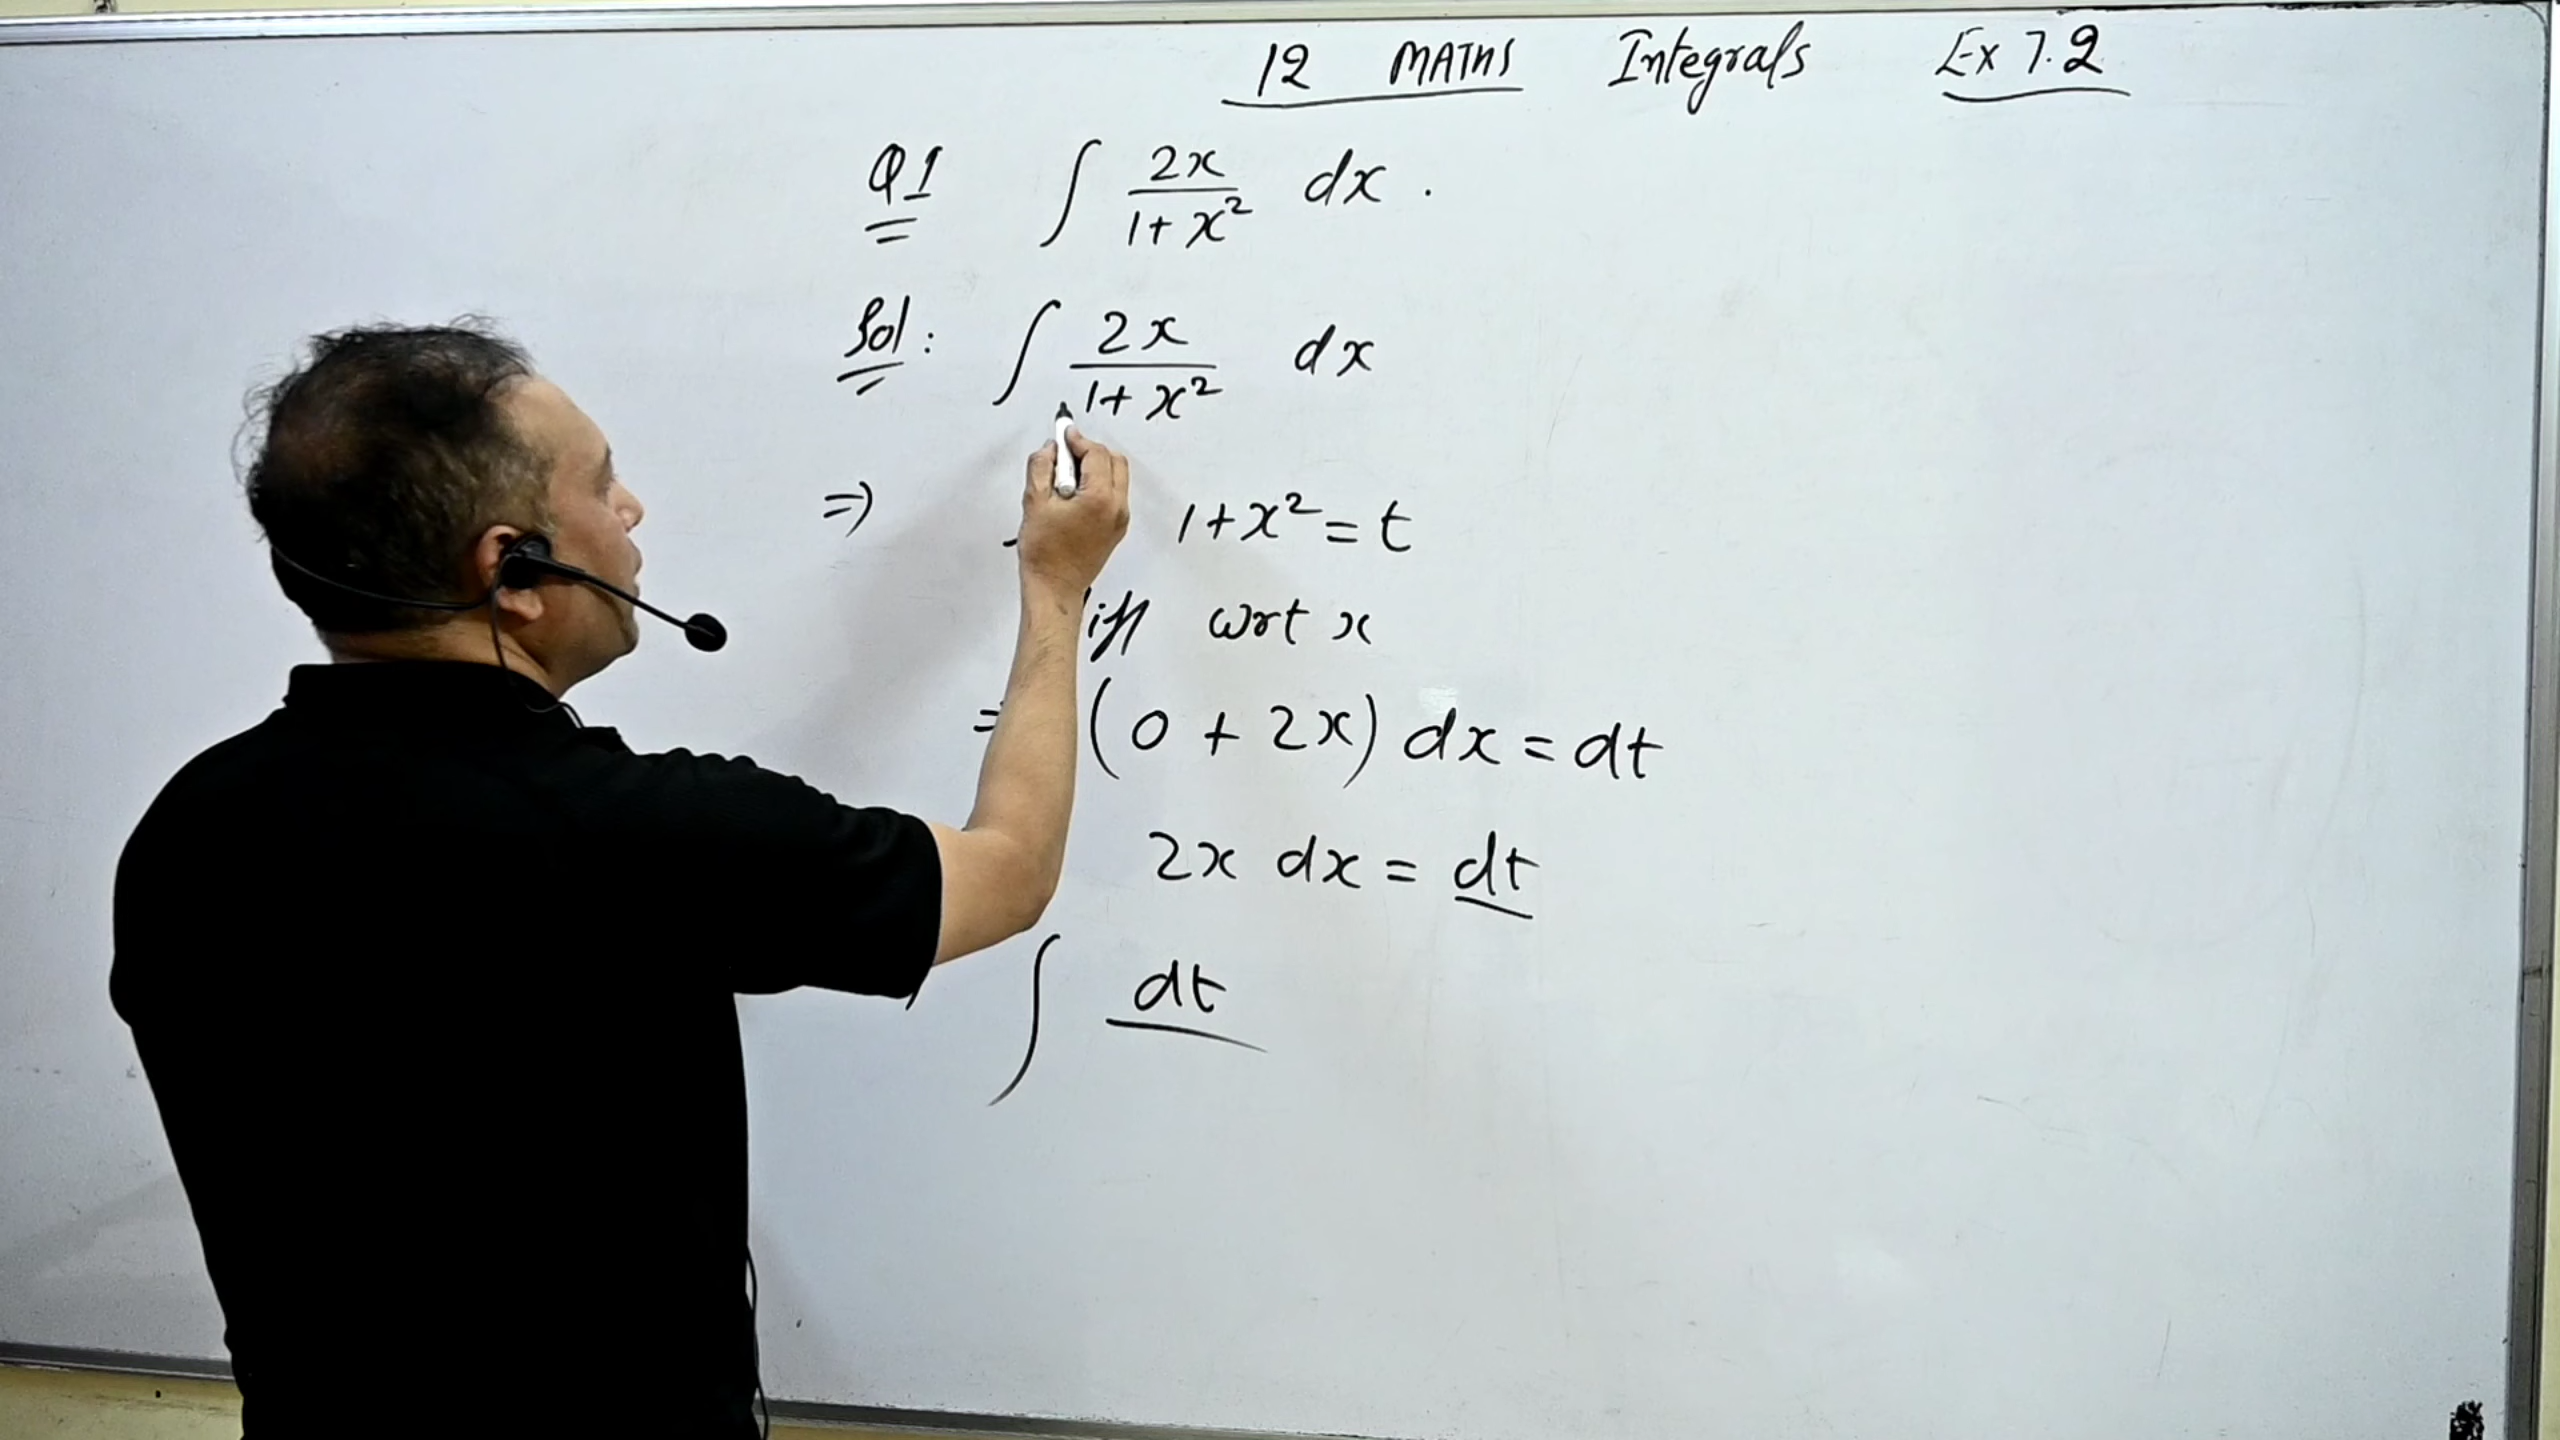 12 MATHS Integrals Ex 7.2
Q1 ∫ 2x/(1+x²) dx .
Sol: ∫ 2x/(1+x²) dx
⇒ 1+x² = t
wrt x
(0 + 2x) dx = dt
2x dx = dt
∫ dt